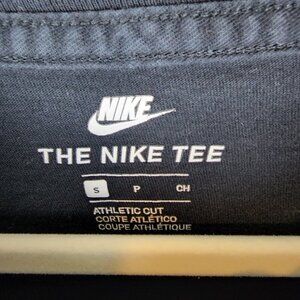 NIKE
THE NIKE TEE
S P CH
ATHLETIC CUT
CORTE ATLÉTICO
COUPE ATHLÉTIQUE